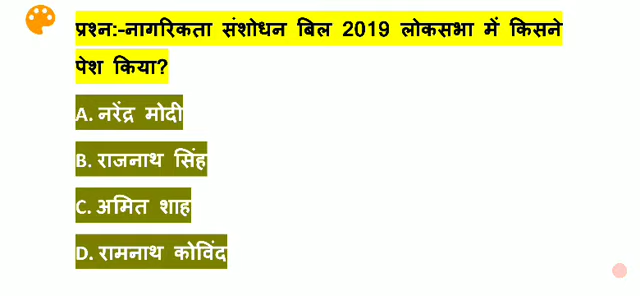 प्रश्न:-नागरिकता संशोधन बिल 2019 लोकसभा में किसने
पेश किया?
A. नरेंद्र मोदी
B. राजनाथ सिंह
C. अमित शाह
D. रामनाथ कोविंद